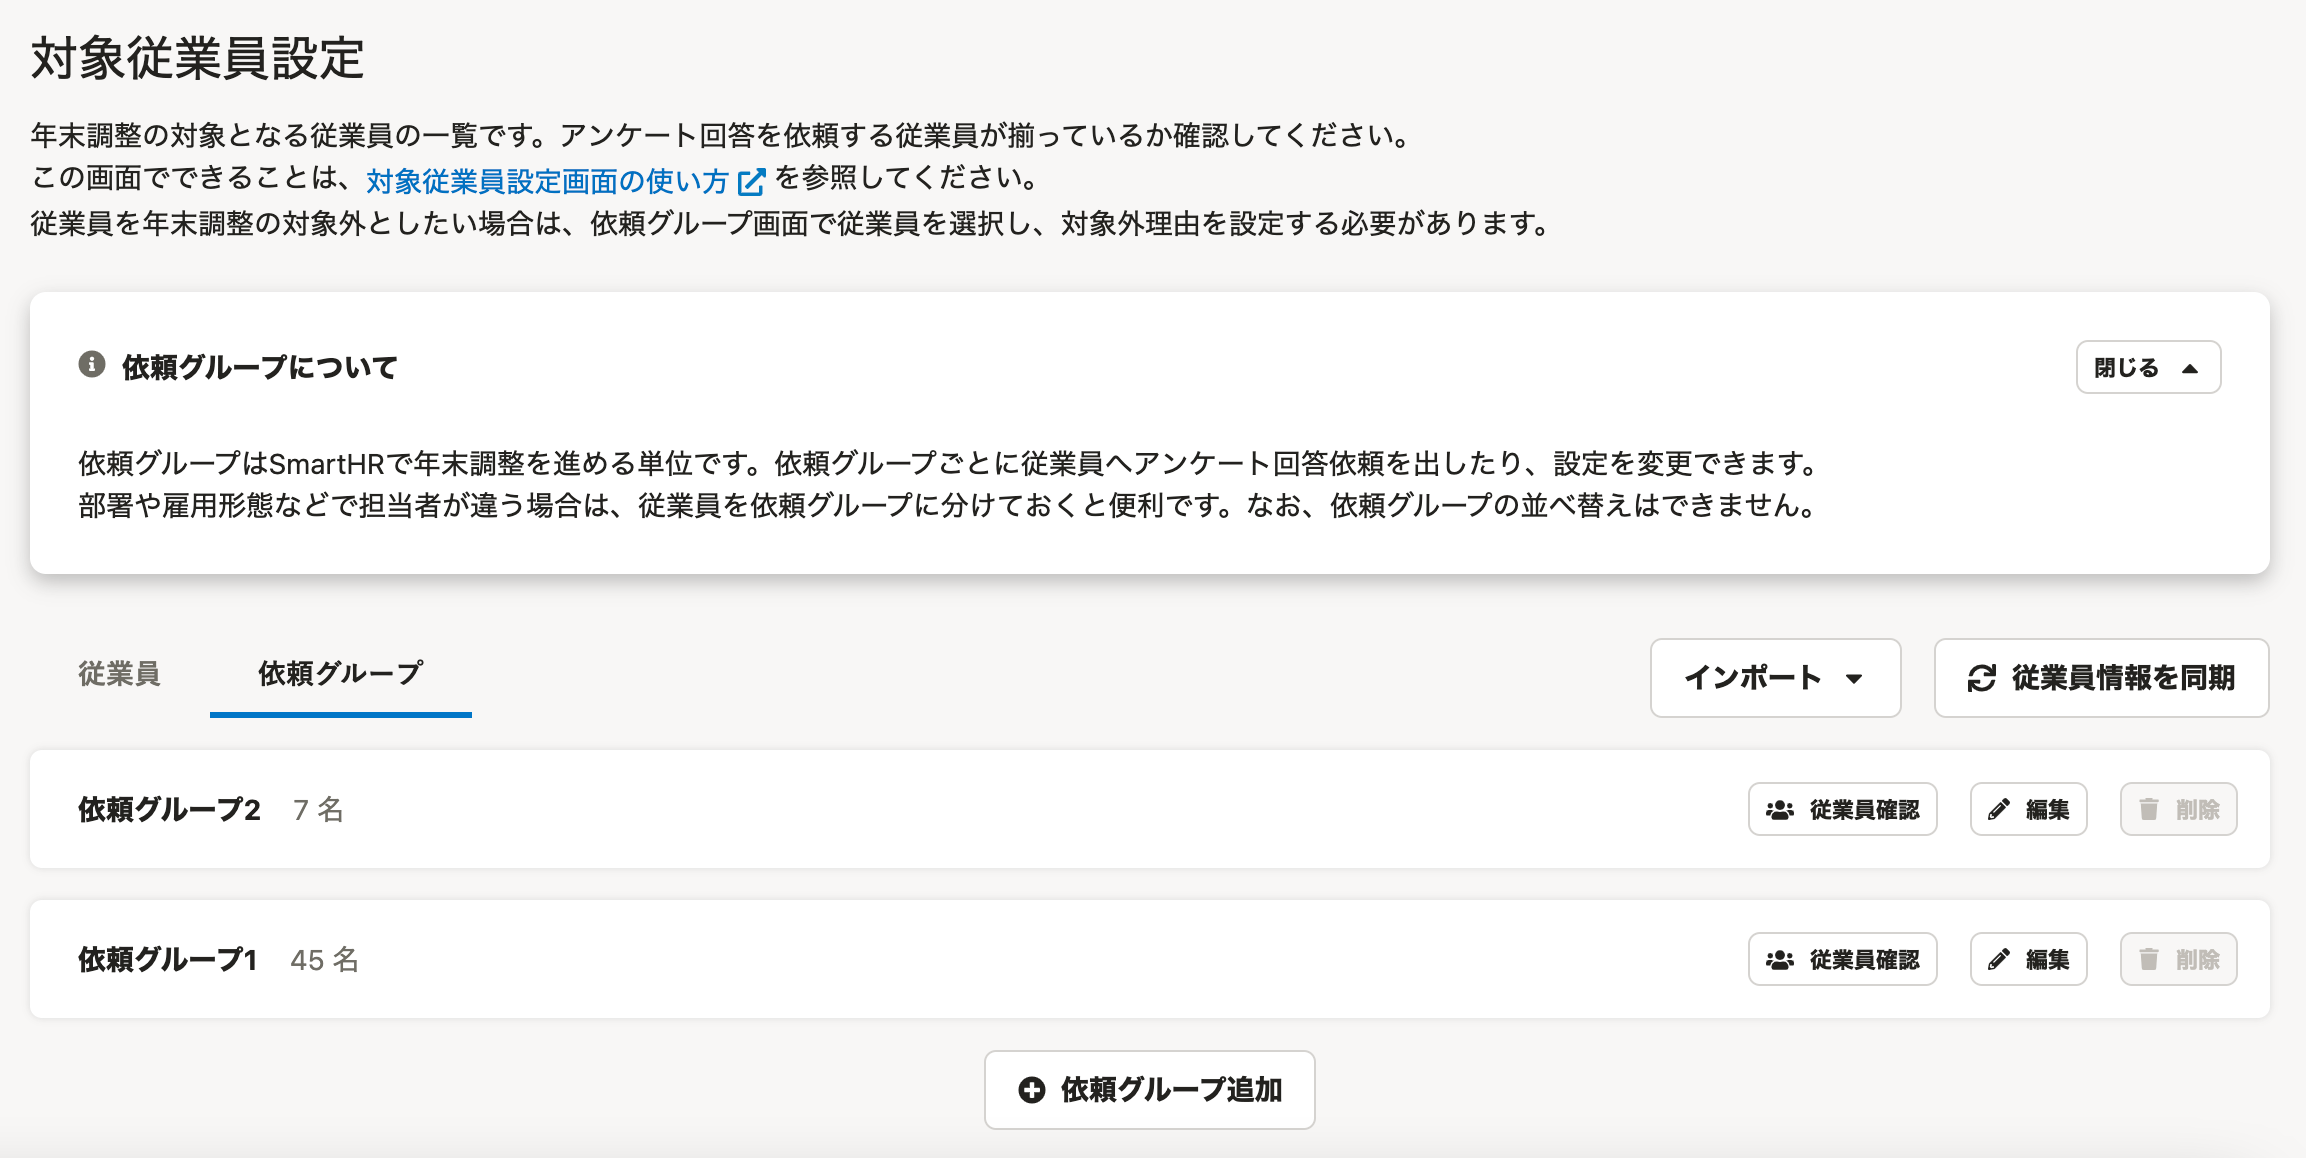 対象従業員設定
年末調整の対象となる従業員の一覧です。アンケート回答を依頼する従業員が揃っているか確認してください。
この画面でできることは、対象従業員設定画面の使い方 を参照してください。
従業員を年末調整の対象外としたい場合は、依頼グループ画面で従業員を選択し、対象外理由を設定する必要があります。
依頼グループについて 閉じる
依頼グループはSmartHRで年末調整を進める単位です。依頼グループごとに従業員へアンケート回答依頼を出したり、設定を変更できます。
部署や雇用形態などで担当者が違う場合は、従業員を依頼グループに分けておくと便利です。なお、依頼グループの並べ替えはできません。
従業員 依頼グループ インポート 従業員情報を同期
依頼グループ2 7 名 従業員確認 編集 削除
依頼グループ1 45 名 従業員確認 編集 削除
依頼グループ追加